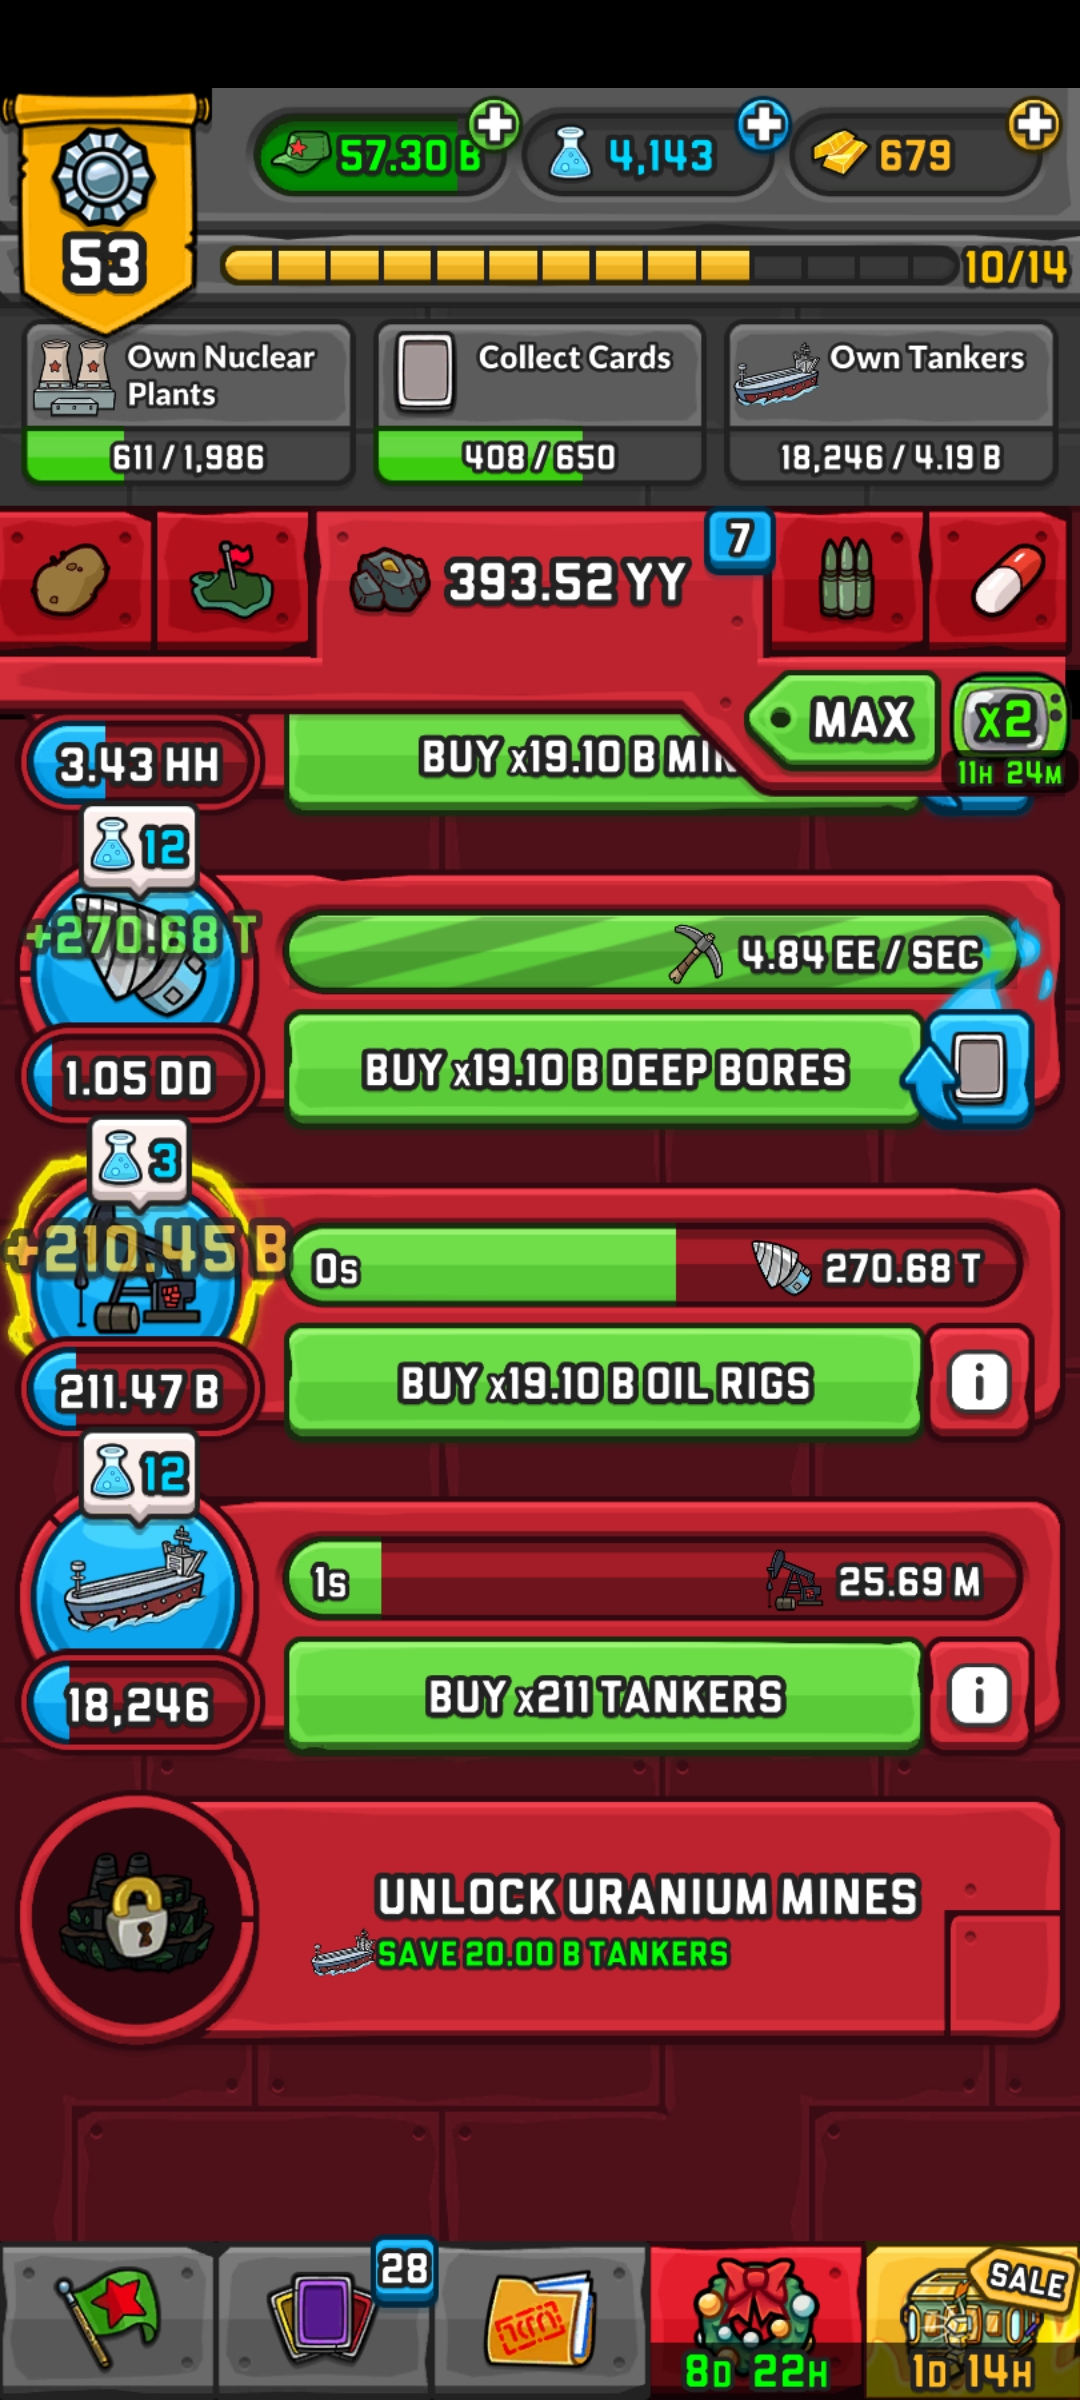 57.30 B
4,143
679
53
10/14
Own Nuclear Plants
Collect Cards
Own Tankers
611 / 1,986
408 / 650
18,246 / 4.19 B
393.52 YY
7
MAX
x2
11H 24M
3.43 HH
BUY x19.10 B
12
+270.68 T
4.84 EE / SEC
1.05 DD
BUY x19.10 B DEEP BORES
3
+210.45 B
0s
270.68 T
211.47 B
BUY x19.10 B OIL RIGS
i
12
1s
25.69 M
18,246
BUY x211 TANKERS
i
UNLOCK URANIUM MINES
SAVE 20.00 B TANKERS
28
SALE
8D 22H
1D 14H